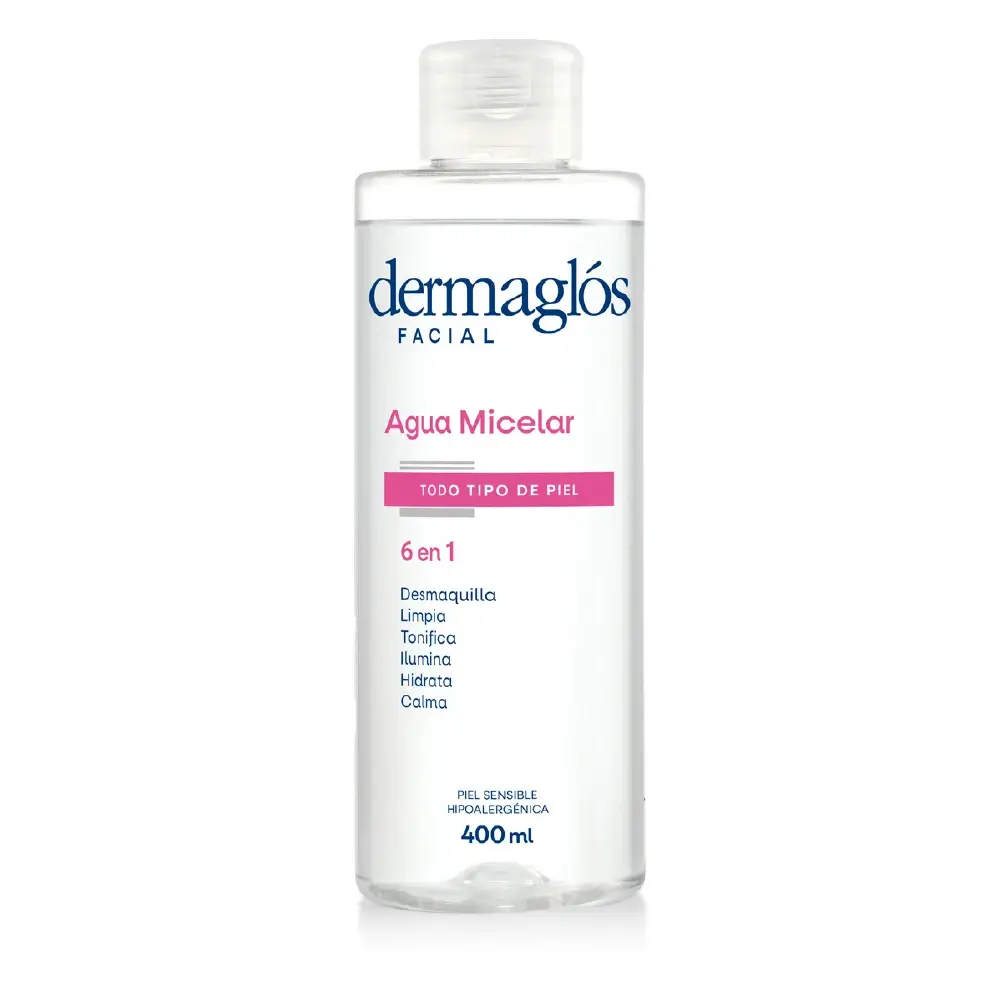 dermaglós
FACIAL
Agua Micelar
TODO TIPO DE PIEL
6 en 1
Desmaquilla
Limpia
Tonifica
Ilumina
Hidrata
Calma
PIEL SENSIBLE
HIPOALERGÉNICA
400 ml